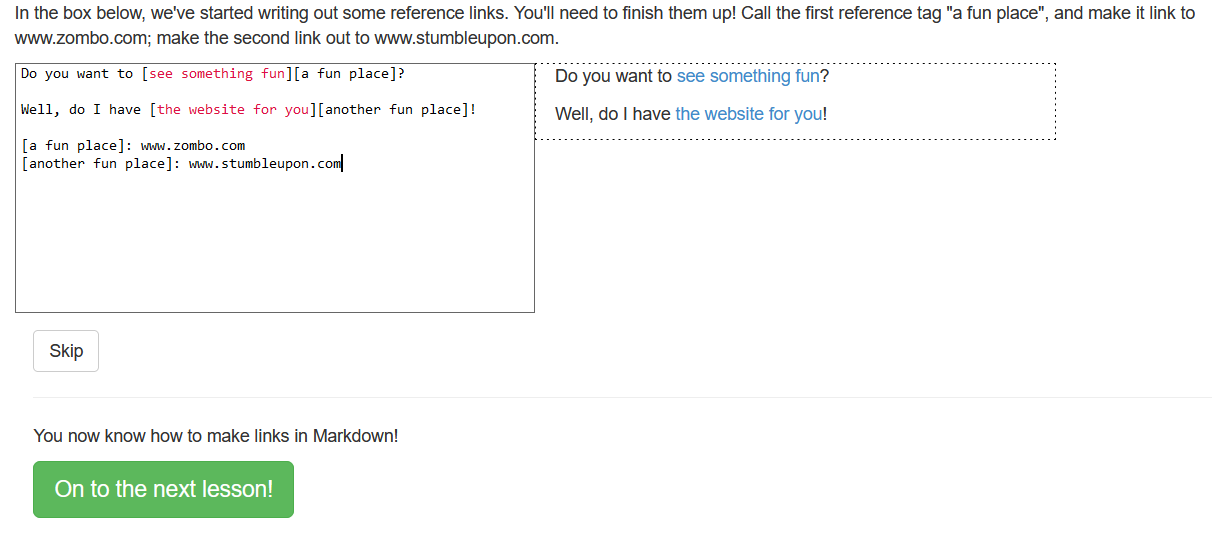 In the box below, we've started writing out some reference links. You'll need to finish them up! Call the first reference tag "a fun place", and make it link to
www.zombo.com; make the second link out to www.stumbleupon.com.
Do you want to [see something fun][a fun place]?
Well, do I have [the website for you][another fun place]!
[a fun place]: www.zombo.com
[another fun place]: www.stumbleupon.com
Do you want to see something fun?
Well, do I have the website for you!
Skip
You now know how to make links in Markdown!
On to the next lesson!